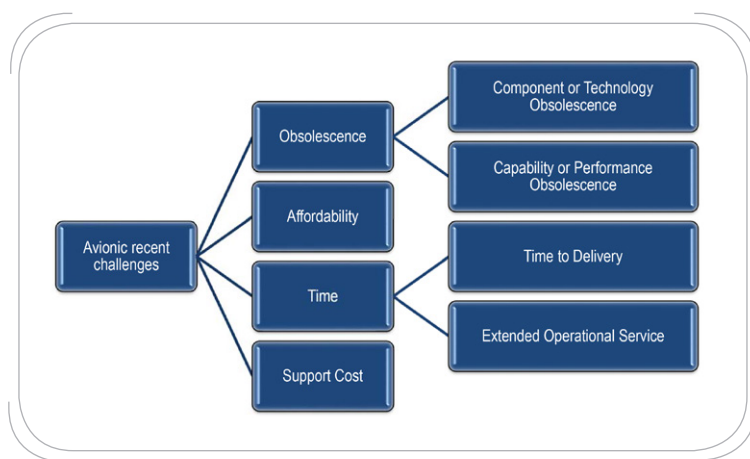 Avionic recent
challenges
Obsolescence
Affordability
Time
Support Cost
Component or Technology
Obsolescence
Capability or Performance
Obsolescence
Time to Delivery
Extended Operational Service